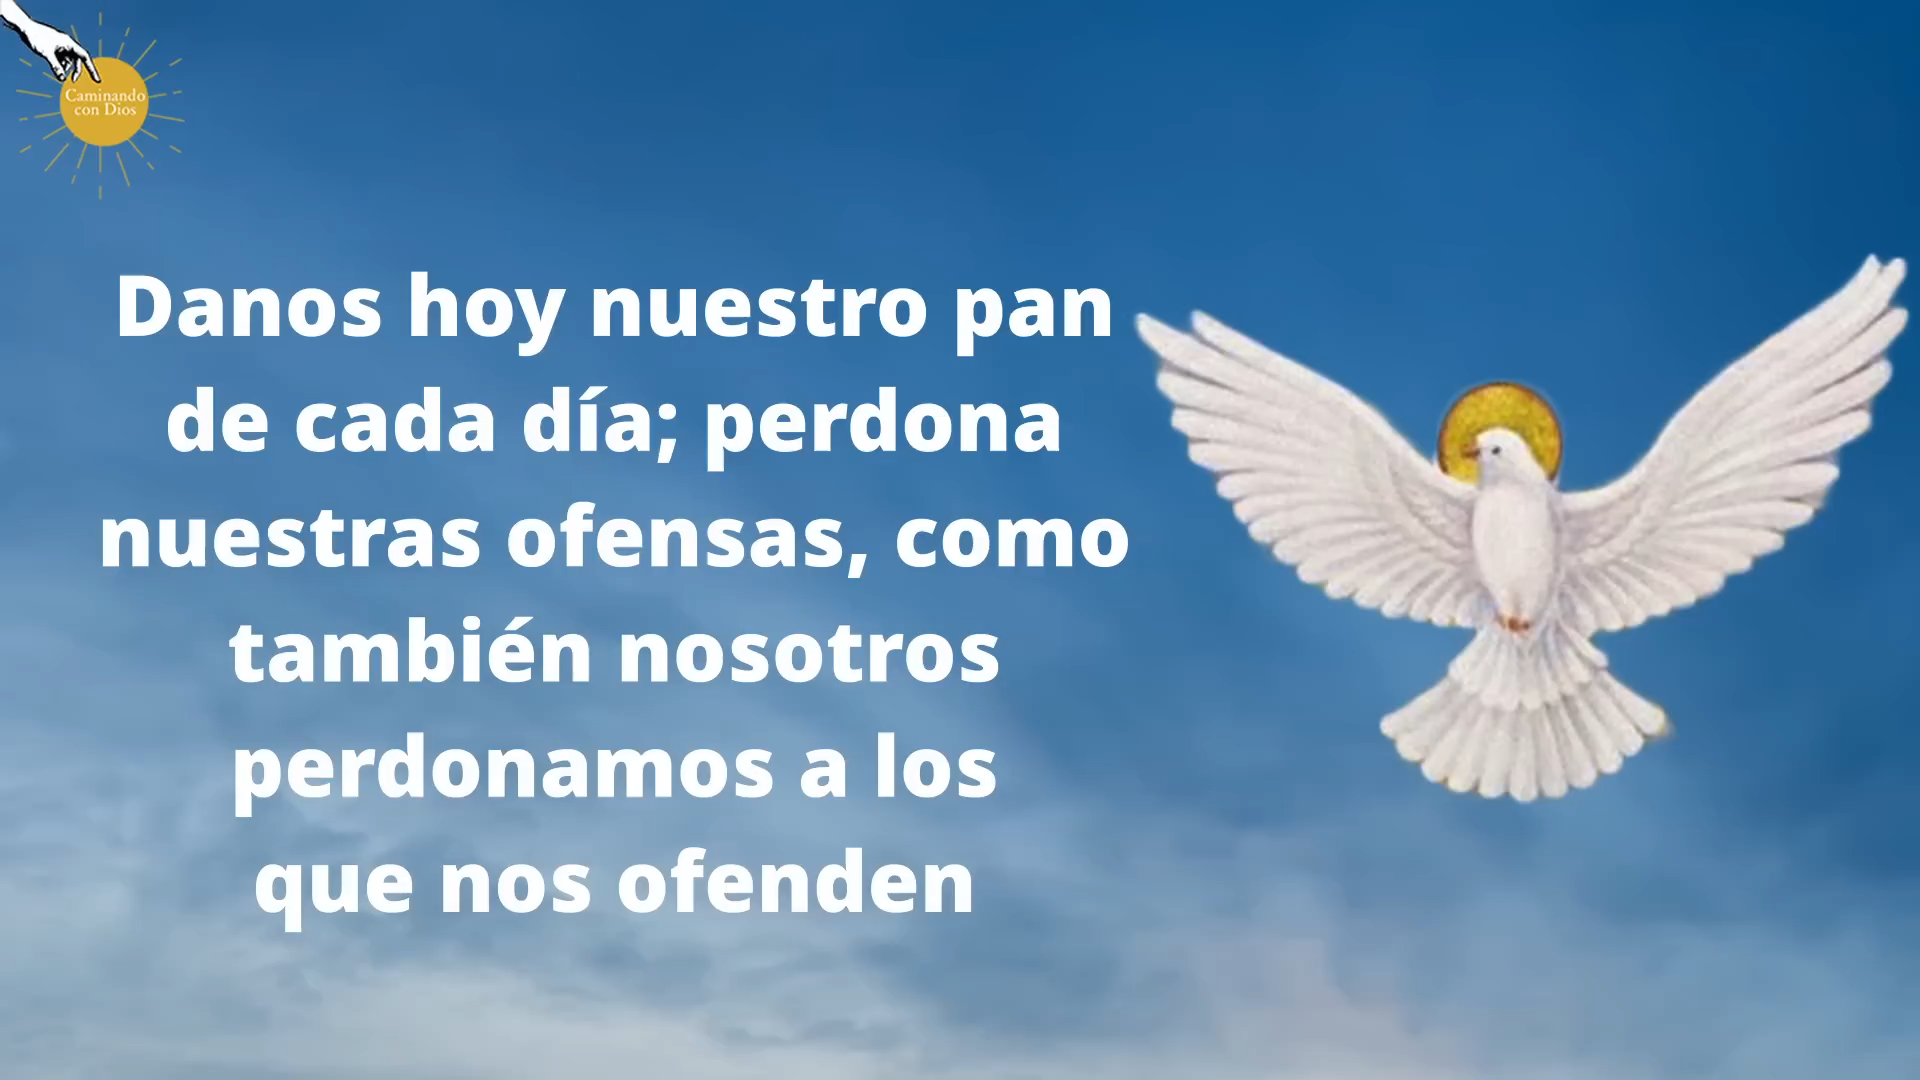 Caminando
con Dios
Danos hoy nuestro pan
de cada día; perdona
nuestras ofensas, como
también nosotros
perdonamos a los
que nos ofenden